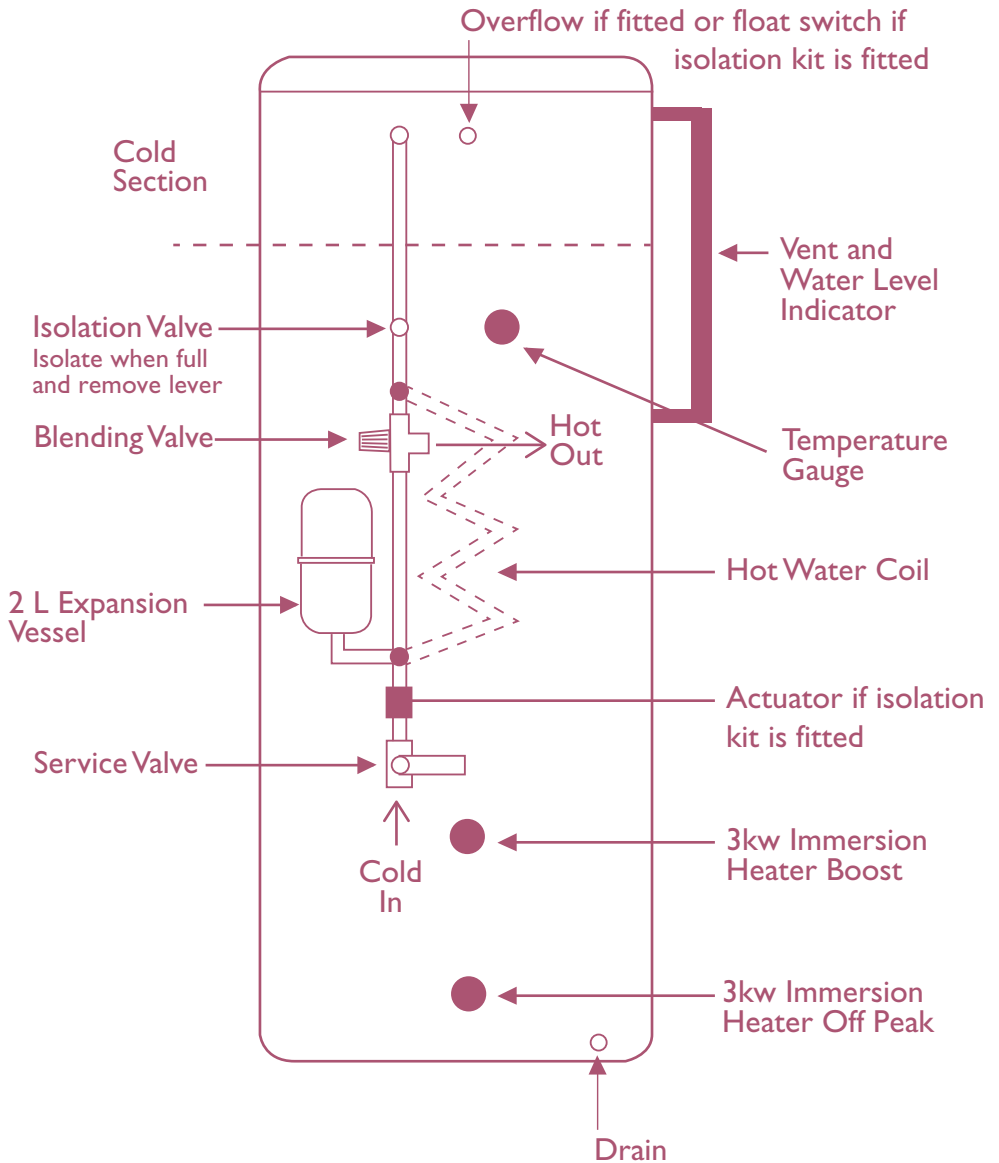 Overflow if fitted or float switch if
isolation kit is fitted
Cold
Section
Vent and
Water Level
Indicator
Isolation Valve
Isolate when full
and remove lever
Blending Valve
Hot
Out
Temperature
Gauge
Hot Water Coil
2 L Expansion
Vessel
Actuator if isolation
kit is fitted
Service Valve
3kw Immersion
Heater Boost
Cold
In
3kw Immersion
Heater Off Peak
Drain